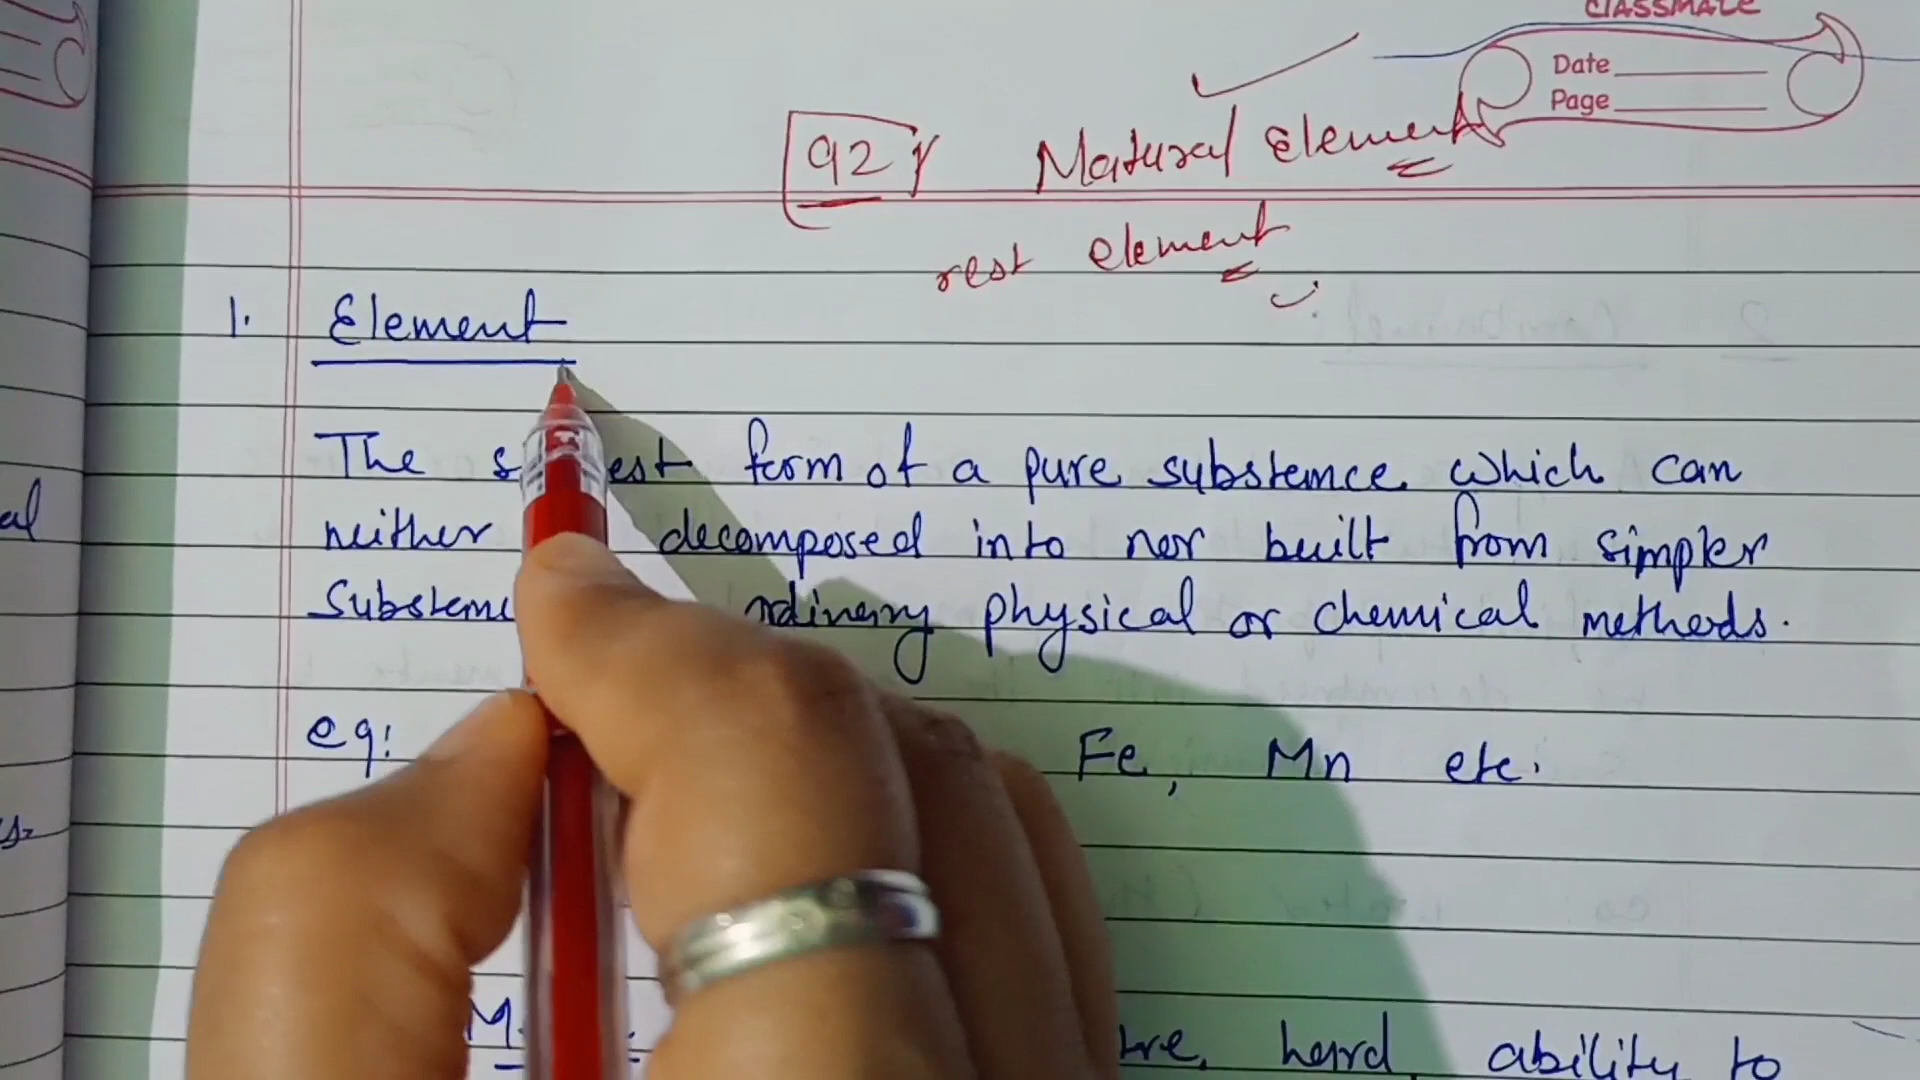 CLASSMATE
Date
Page
92 Natural Element
rest element
1. Element
The form of a pure substance which can
neither decomposed into nor built from simpler
physical or chemical methods.
eg: Fe, Mn etc.
al
hard, ability to